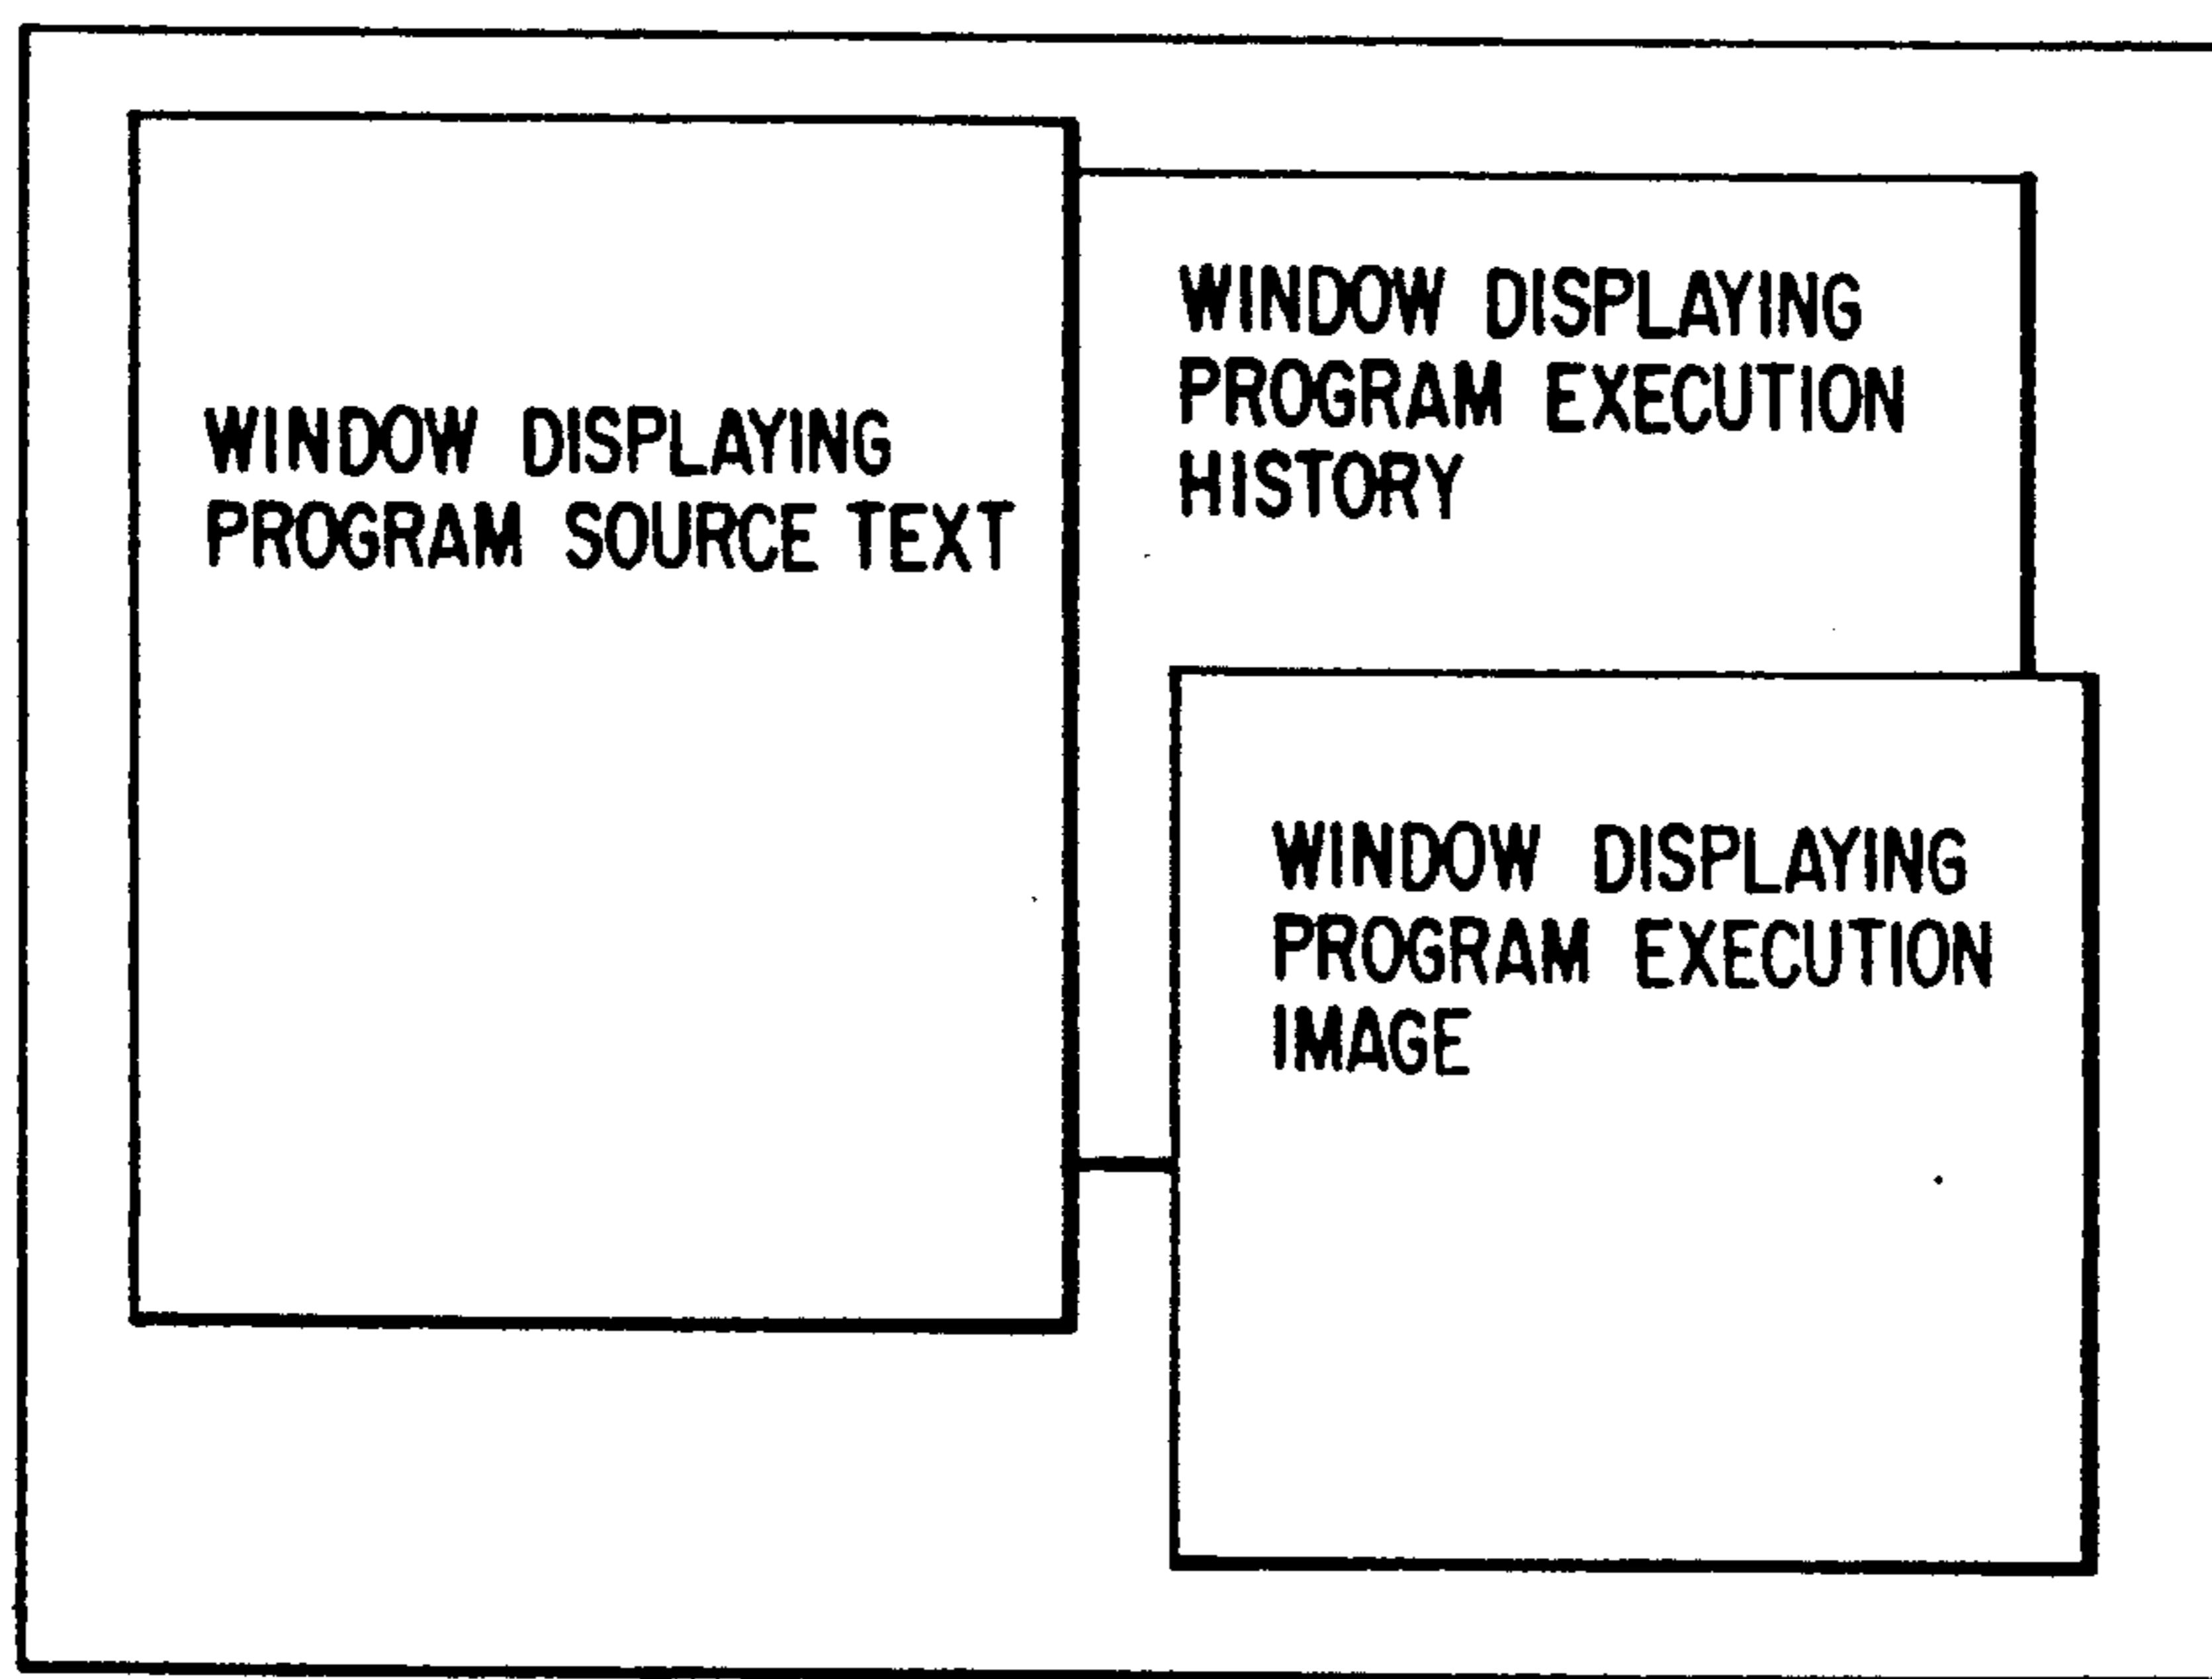 WINDOW DISPLAYING
PROGRAM SOURCE TEXT
WINDOW DISPLAYING
PROGRAM EXECUTION
HISTORY
WINDOW DISPLAYING
PROGRAM EXECUTION
IMAGE